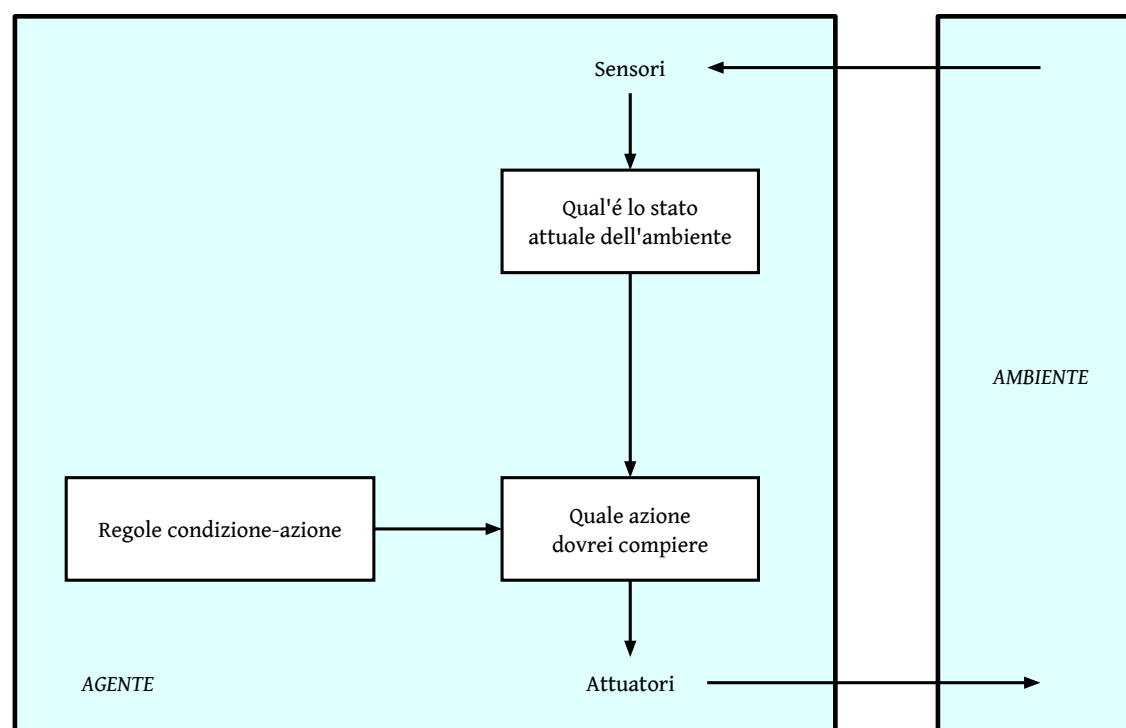 Sensori
Qual'é lo stato
attuale dell'ambiente
AMBIENTE
Regole condizione-azione
Quale azione
dovrei compiere
AGENTE
Attuatori